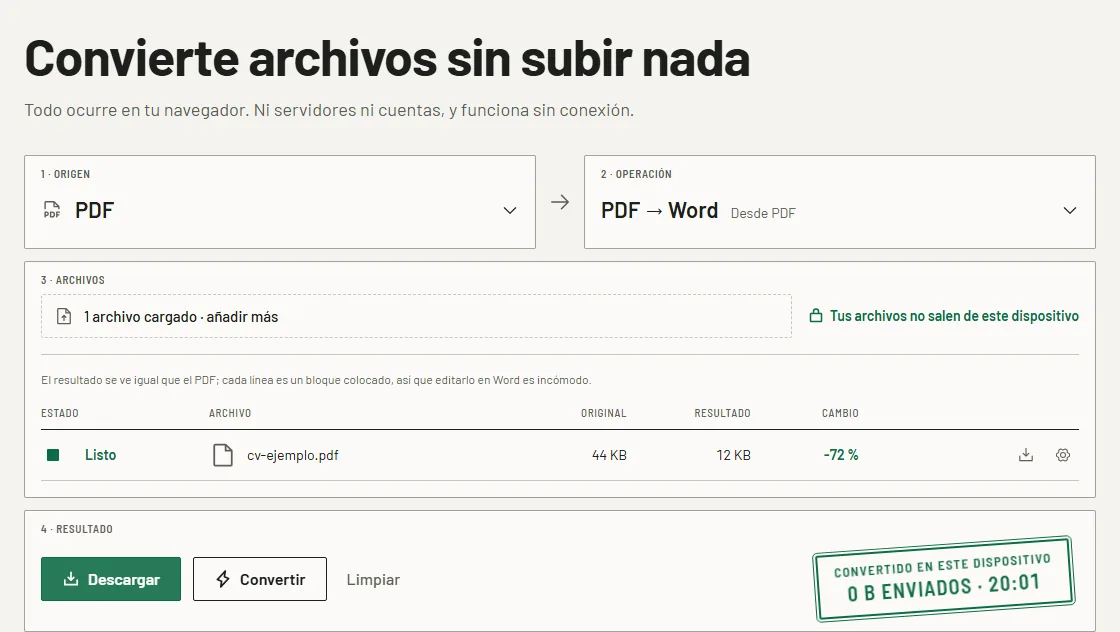 Convierte archivos sin subir nada
Todo ocurre en tu navegador. Ni servidores ni cuentas, y funciona sin conexión.
1 · ORIGEN
PDF PDF
2 · OPERACIÓN
PDF → Word Desde PDF
3 · ARCHIVOS
1 archivo cargado · añadir más
Tus archivos no salen de este dispositivo
El resultado se ve igual que el PDF; cada línea es un bloque colocado, así que editarlo en Word es incómodo.
ESTADO ARCHIVO ORIGINAL RESULTADO CAMBIO
Listo cv-ejemplo.pdf 44 KB 12 KB -72 %
4 · RESULTADO
Descargar Convertir Limpiar
CONVERTIDO EN ESTE DISPOSITIVO
0 B ENVIADOS · 20:01